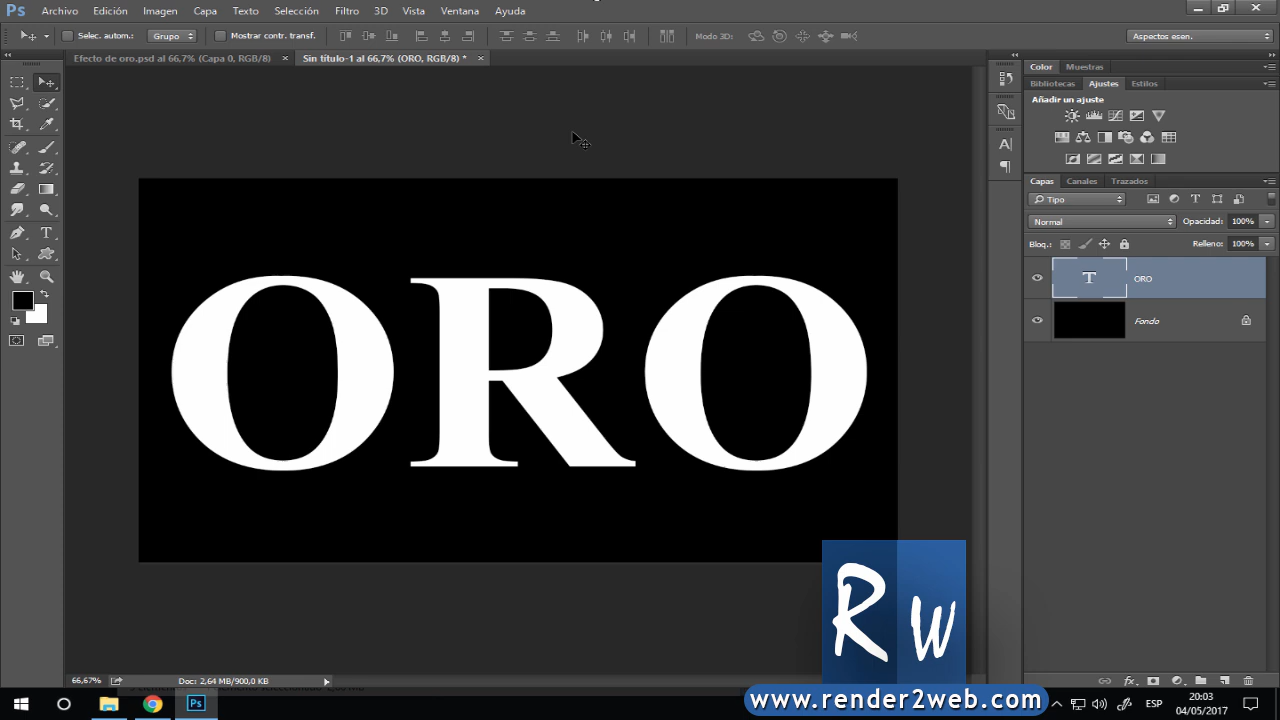 Ps Archivo Edición Imagen Capa Texto Selección Filtro 3D Vista Ventana Ayuda
Selec. autom.: Grupo Mostrar contr. transf. Modo 3D: Aspectos esen.
Efecto de oro.psd al 66,7% (Capa 0, RGB/8) × Sin título-1 al 66,7% (ORO, RGB/8) * ×
Color Muestras
Bibliotecas Ajustes Estilos
Añadir un ajuste
Capas Canales Trazados
Tipo
Normal Opacidad: 100%
Bloq.: Relleno: 100%
T ORO
Fondo
ORO
RW
66,67% Doc: 2,64 MB/900,0 KB
www.render2web.com
Ps
ESP
20:03
04/05/2017